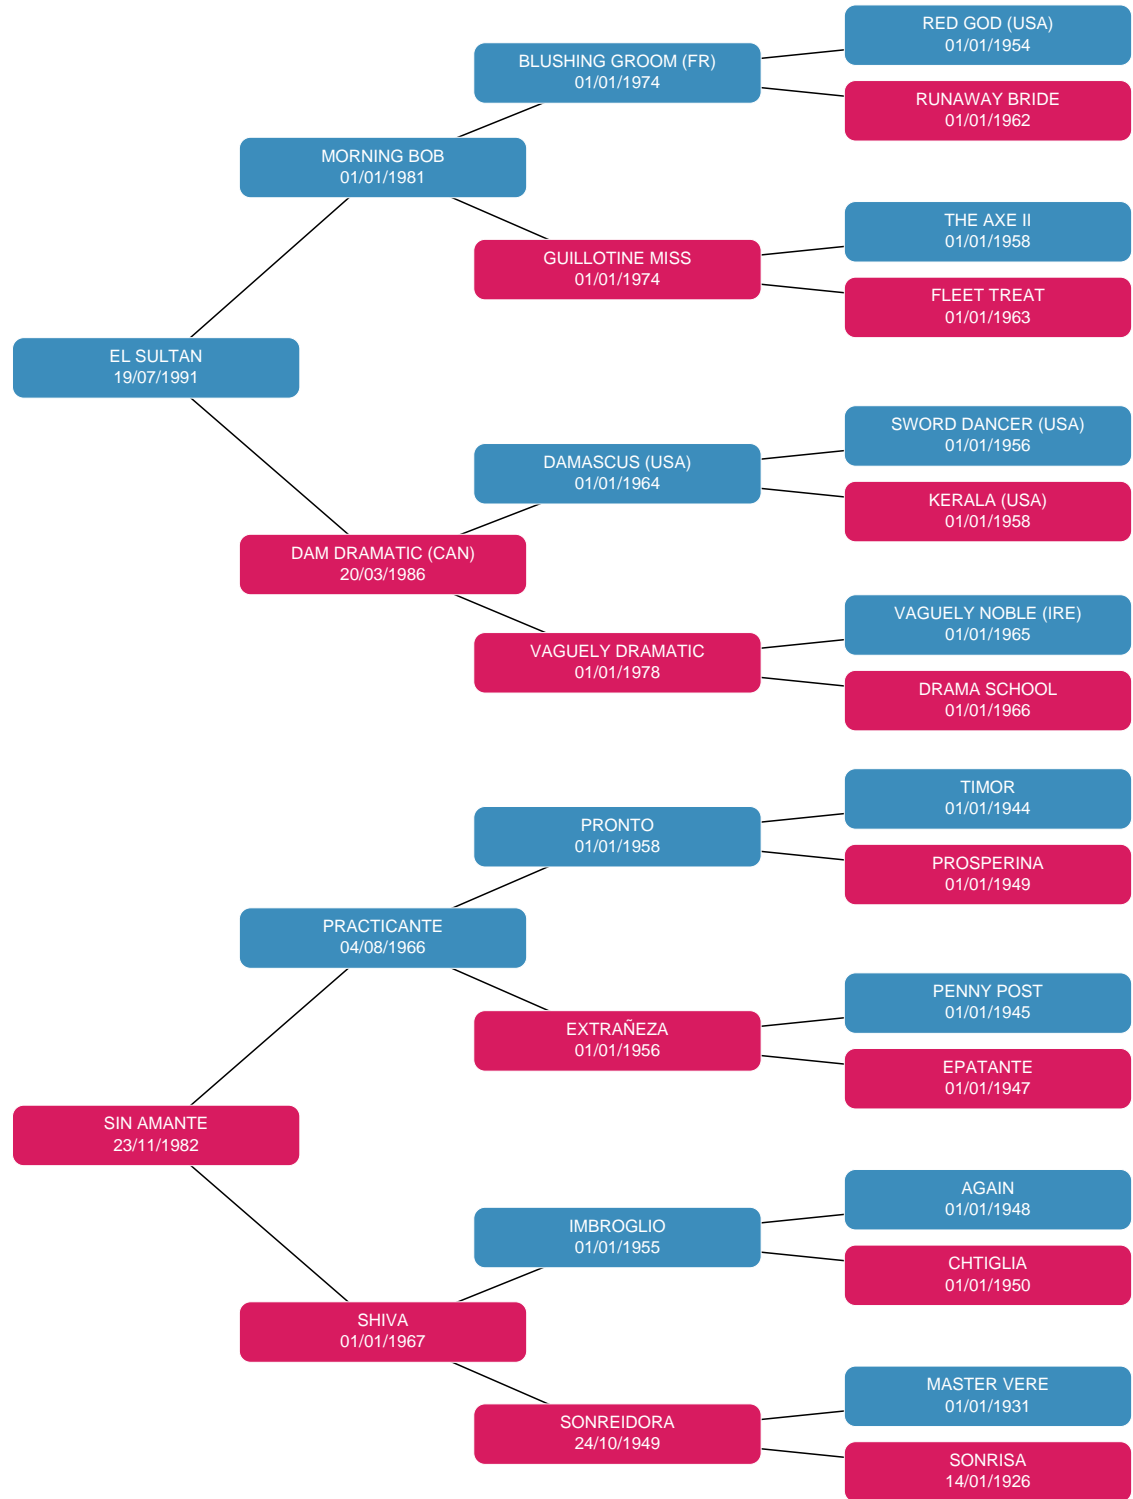 RED GOD (USA)
01/01/1954
BLUSHING GROOM (FR)
01/01/1974
RUNAWAY BRIDE
01/01/1962
MORNING BOB
01/01/1981
THE AXE II
01/01/1958
GUILLOTINE MISS
01/01/1974
FLEET TREAT
01/01/1963
EL SULTAN
19/07/1991
SWORD DANCER (USA)
01/01/1956
DAMASCUS (USA)
01/01/1964
KERALA (USA)
01/01/1958
DAM DRAMATIC (CAN)
20/03/1986
VAGUELY NOBLE (IRE)
01/01/1965
VAGUELY DRAMATIC
01/01/1978
DRAMA SCHOOL
01/01/1966
TIMOR
01/01/1944
PRONTO
01/01/1958
PROSPERINA
01/01/1949
PRACTICANTE
04/08/1966
PENNY POST
01/01/1945
EXTRAÑEZA
01/01/1956
EPATANTE
01/01/1947
SIN AMANTE
23/11/1982
AGAIN
01/01/1948
IMBROGLIO
01/01/1955
CHTIGLIA
01/01/1950
SHIVA
01/01/1967
MASTER VERE
01/01/1931
SONREIDORA
24/10/1949
SONRISA
14/01/1926